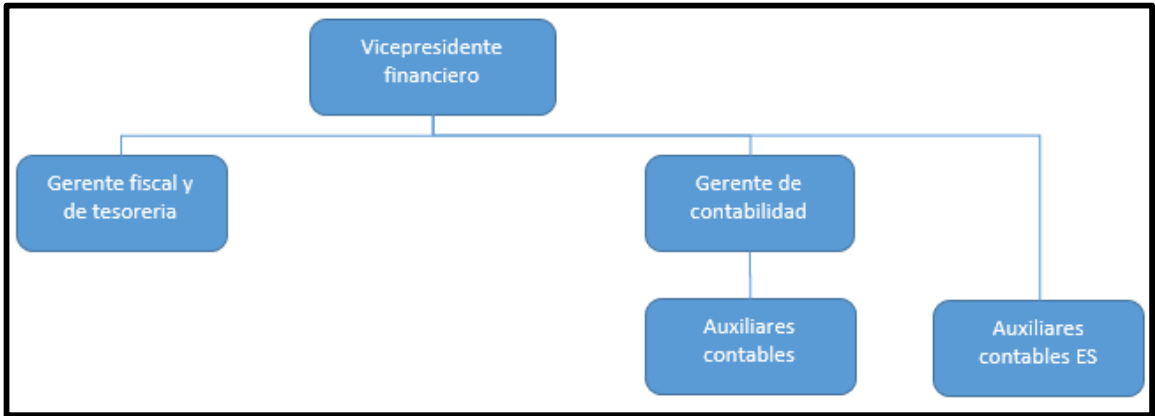 Vicepresidente
financiero
Gerente fiscal y
de tesoreria
Gerente de
contabilidad
Auxiliares
contables
Auxiliares
contables ES